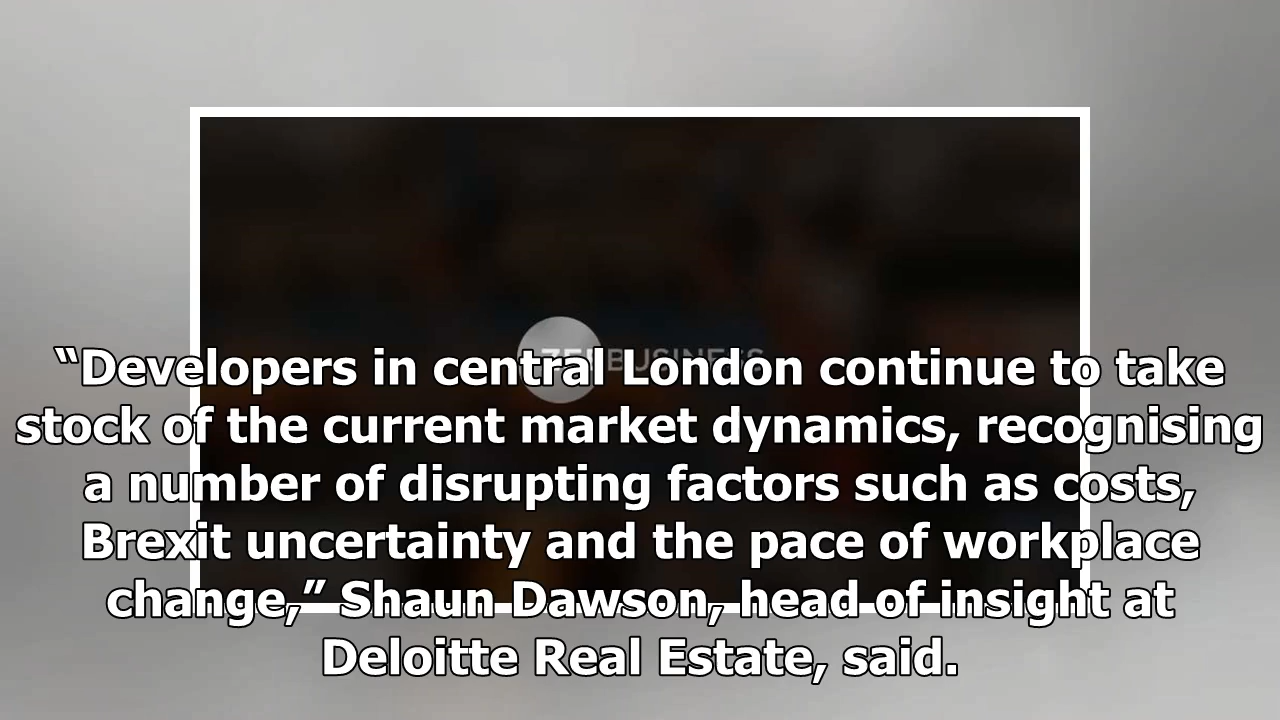 “Developers in central London continue to take
stock of the current market dynamics, recognising
a number of disrupting factors such as costs,
Brexit uncertainty and the pace of workplace
change,” Shaun Dawson, head of insight at
Deloitte Real Estate, said.